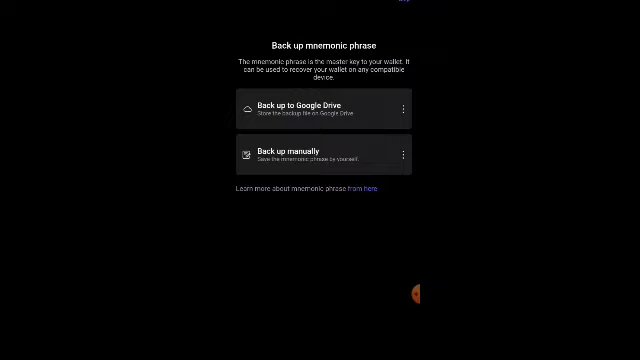 Back up mnemonic phrase
The mnemonic phrase is the master key to your wallet. It
can be used to recover your wallet on any compatible
device.
Back up to Google Drive
Store the backup file on Google Drive
Back up manually
Save the mnemonic phrase by yourself.
Learn more about mnemonic phrase from here